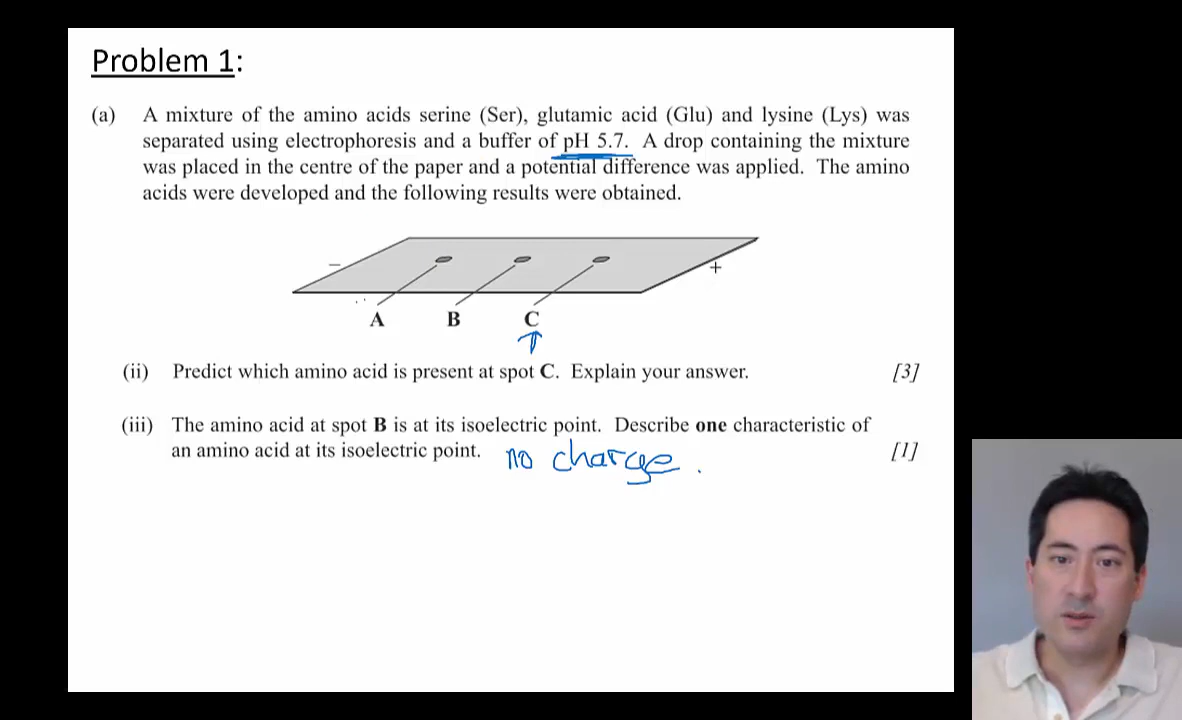 Problem 1:
(a) A mixture of the amino acids serine (Ser), glutamic acid (Glu) and lysine (Lys) was
separated using electrophoresis and a buffer of pH 5.7. A drop containing the mixture
was placed in the centre of the paper and a potential difference was applied. The amino
acids were developed and the following results were obtained.
– +
A B C
(ii) Predict which amino acid is present at spot C. Explain your answer. [3]
(iii) The amino acid at spot B is at its isoelectric point. Describe one characteristic of
an amino acid at its isoelectric point. no charge. [1]